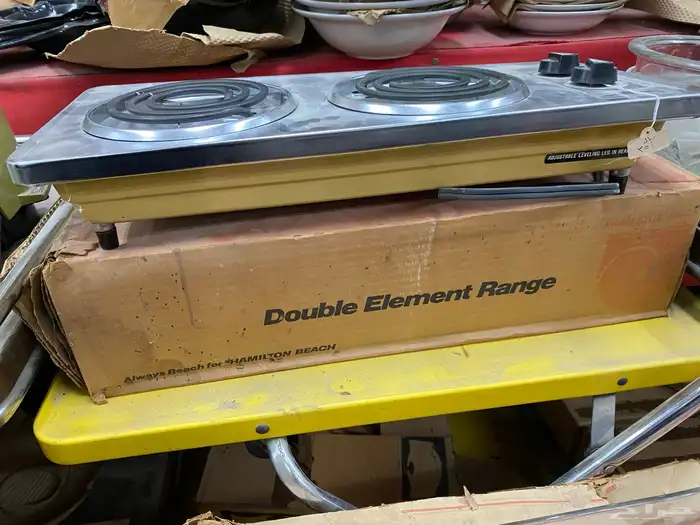 ADJUSTABLE LEVELING LEG IN REAR
Double Element Range
Always Beach for HAMILTON BEACH